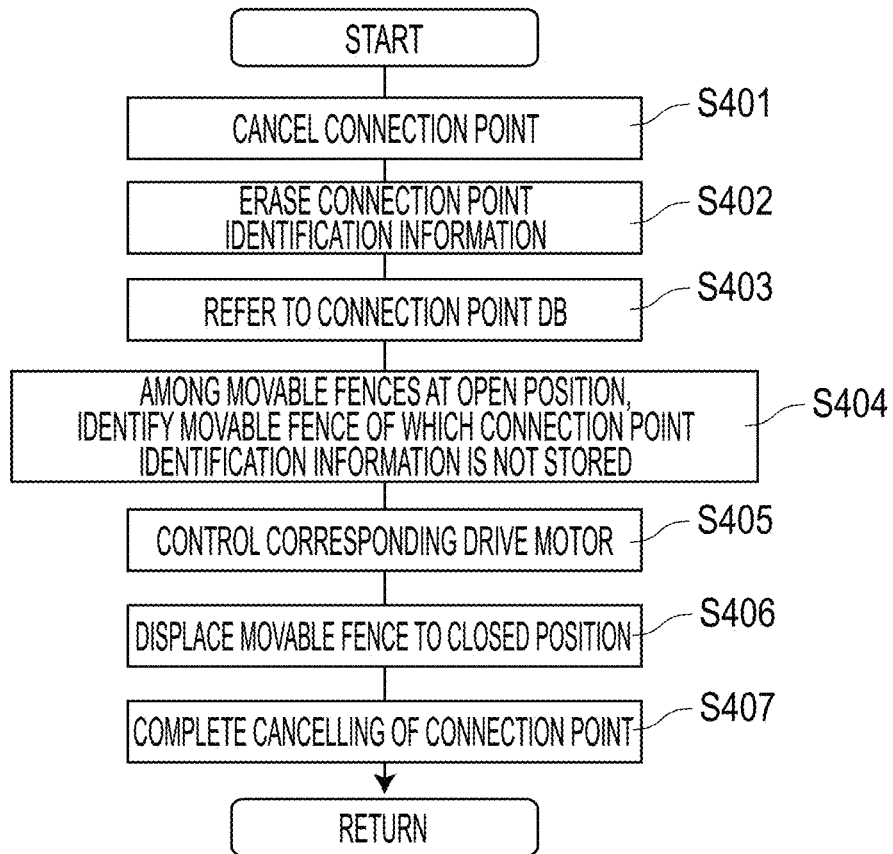 START
CANCEL CONNECTION POINT
S401
ERASE CONNECTION POINT
IDENTIFICATION INFORMATION
S402
REFER TO CONNECTION POINT DB
S403
AMONG MOVABLE FENCES AT OPEN POSITION,
IDENTIFY MOVABLE FENCE OF WHICH CONNECTION POINT
IDENTIFICATION INFORMATION IS NOT STORED
S404
CONTROL CORRESPONDING DRIVE MOTOR
S405
DISPLACE MOVABLE FENCE TO CLOSED POSITION
S406
COMPLETE CANCELLING OF CONNECTION POINT
S407
RETURN